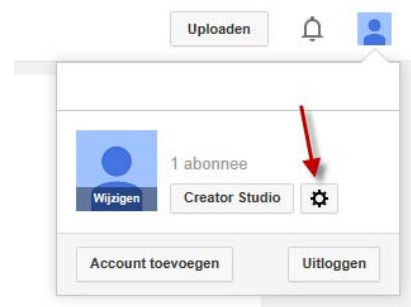 Uploaden
1 abonnee
Wijzigen
Creator Studio
Account toevoegen
Uitloggen